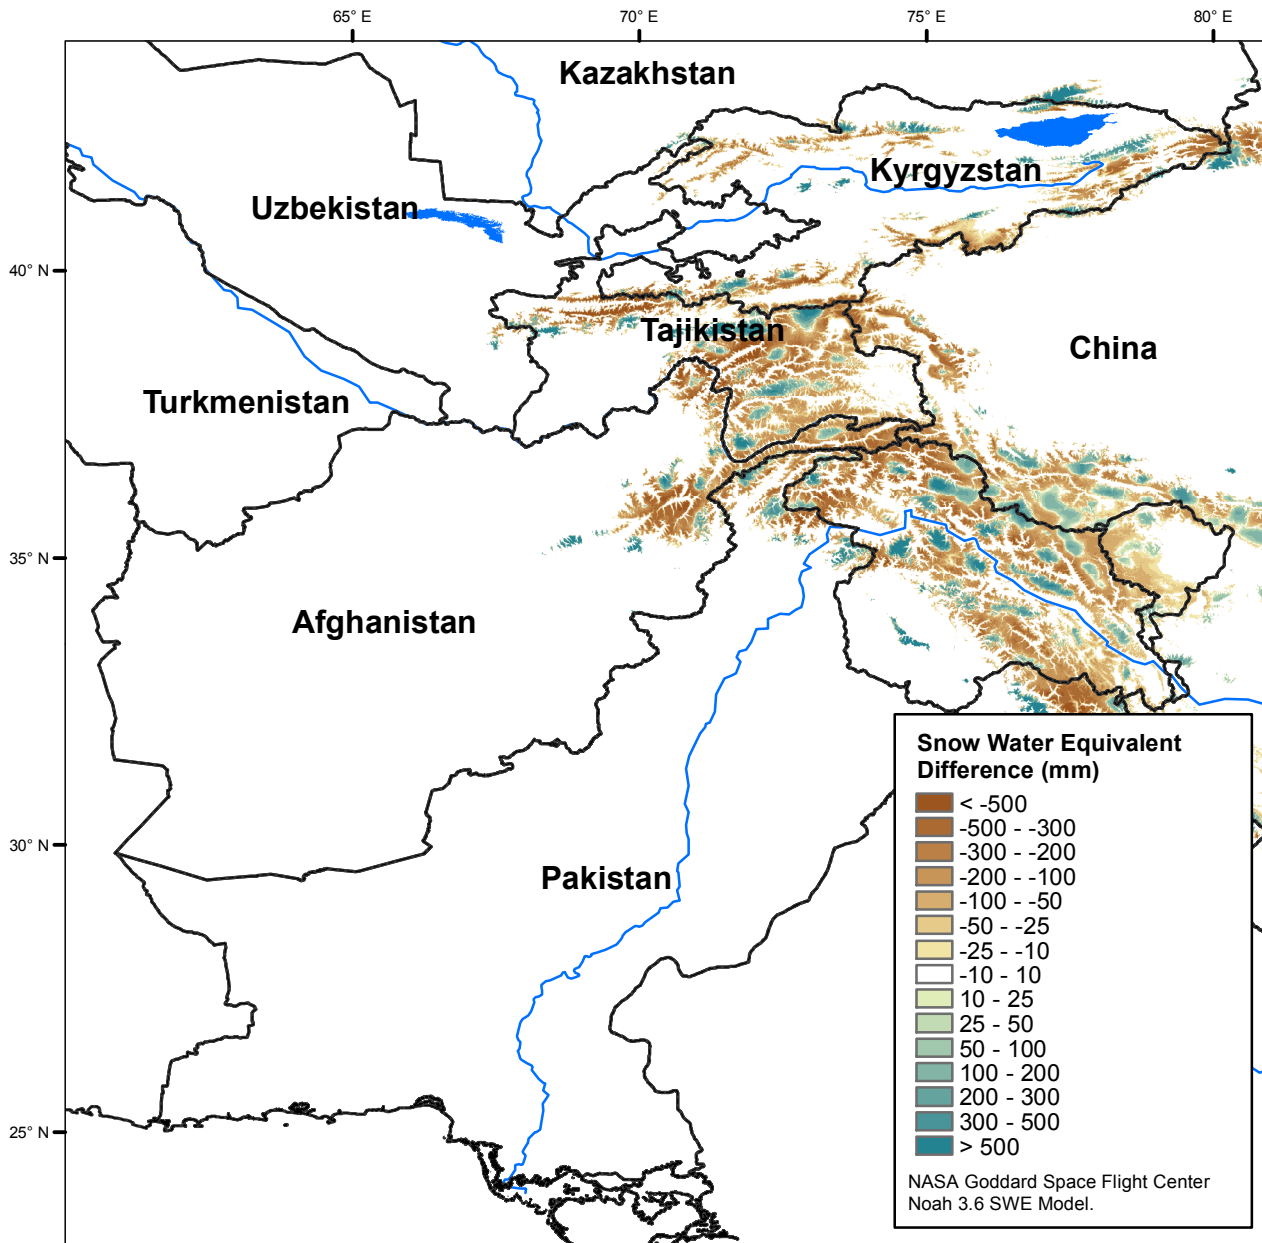 65° E
70° E
75° E
80° E
Kazakhstan
Kyrgyzstan
Uzbekistan
40° N
Tajikistan
China
Turkmenistan
35° N
Afghanistan
30° N
Pakistan
25° N
Snow Water Equivalent
Difference (mm)
< -500
-500 - -300
-300 - -200
-200 - -100
-100 - -50
-50 - -25
-25 - -10
-10 - 10
10 - 25
25 - 50
50 - 100
100 - 200
200 - 300
300 - 500
> 500
NASA Goddard Space Flight Center
Noah 3.6 SWE Model.